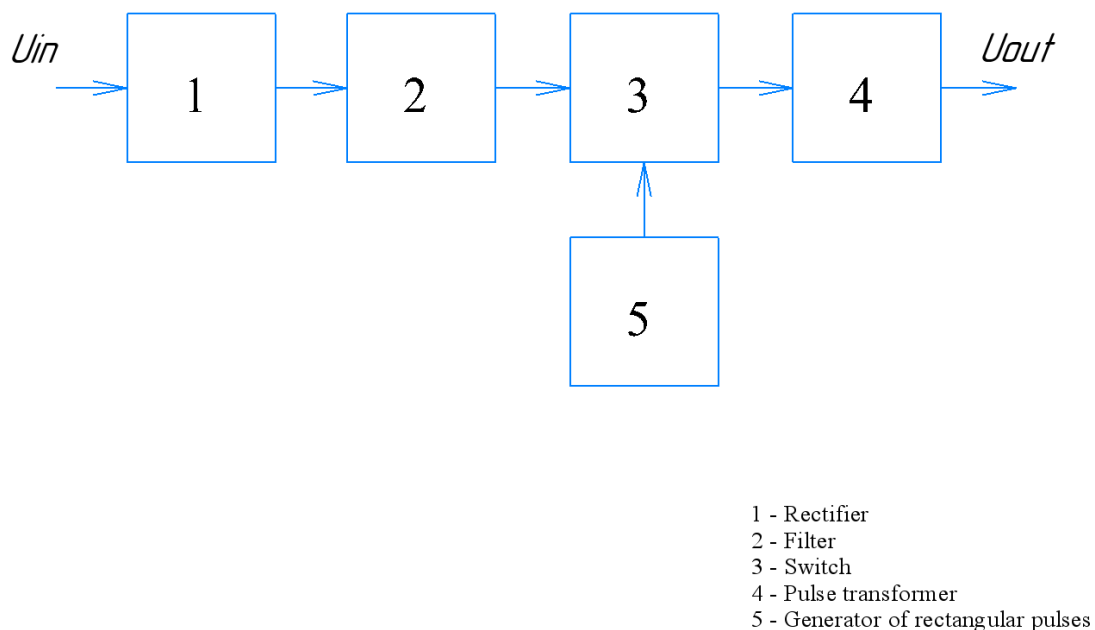 Uin
Uout
1
2
3
4
5
1 - Rectifier
2 - Filter
3 - Switch
4 - Pulse transformer
5 - Generator of rectangular pulses